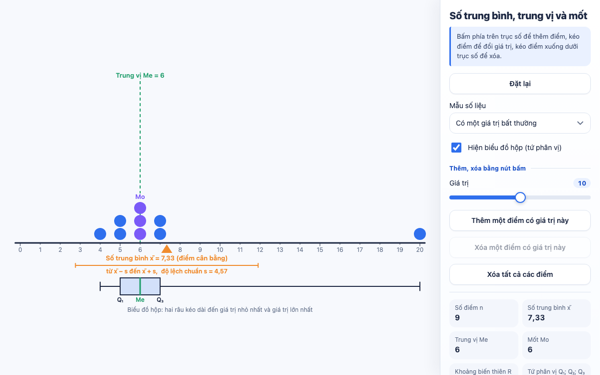 Số trung bình, trung vị và mốt
Bấm phía trên trục số để thêm điểm, kéo
điểm để đổi giá trị, kéo điểm xuống dưới
trục số để xóa.
Đặt lại
Mẫu số liệu
Có một giá trị bất thường
Hiện biểu đồ hộp (tứ phân vị)
Thêm, xóa bằng nút bấm
Giá trị
10
Thêm một điểm có giá trị này
Xóa một điểm có giá trị này
Xóa tất cả các điểm
Số điểm n
9
Số trung bình x̄
7,33
Trung vị Me
6
Mốt Mo
6
Khoảng biến thiên R
Tứ phân vị Q₁; Q₂; Q₃
Trung vị Me = 6
Mo
0 1 2 3 4 5 6 7 8 9 10 11 12 13 14 15 16 17 18 19 20
Số trung bình x̄ = 7,33 (điểm cân bằng)
từ x̄ − s đến x̄ + s, độ lệch chuẩn s = 4,57
Q₁ Me Q₃
Biểu đồ hộp: hai râu kéo dài đến giá trị nhỏ nhất và giá trị lớn nhất